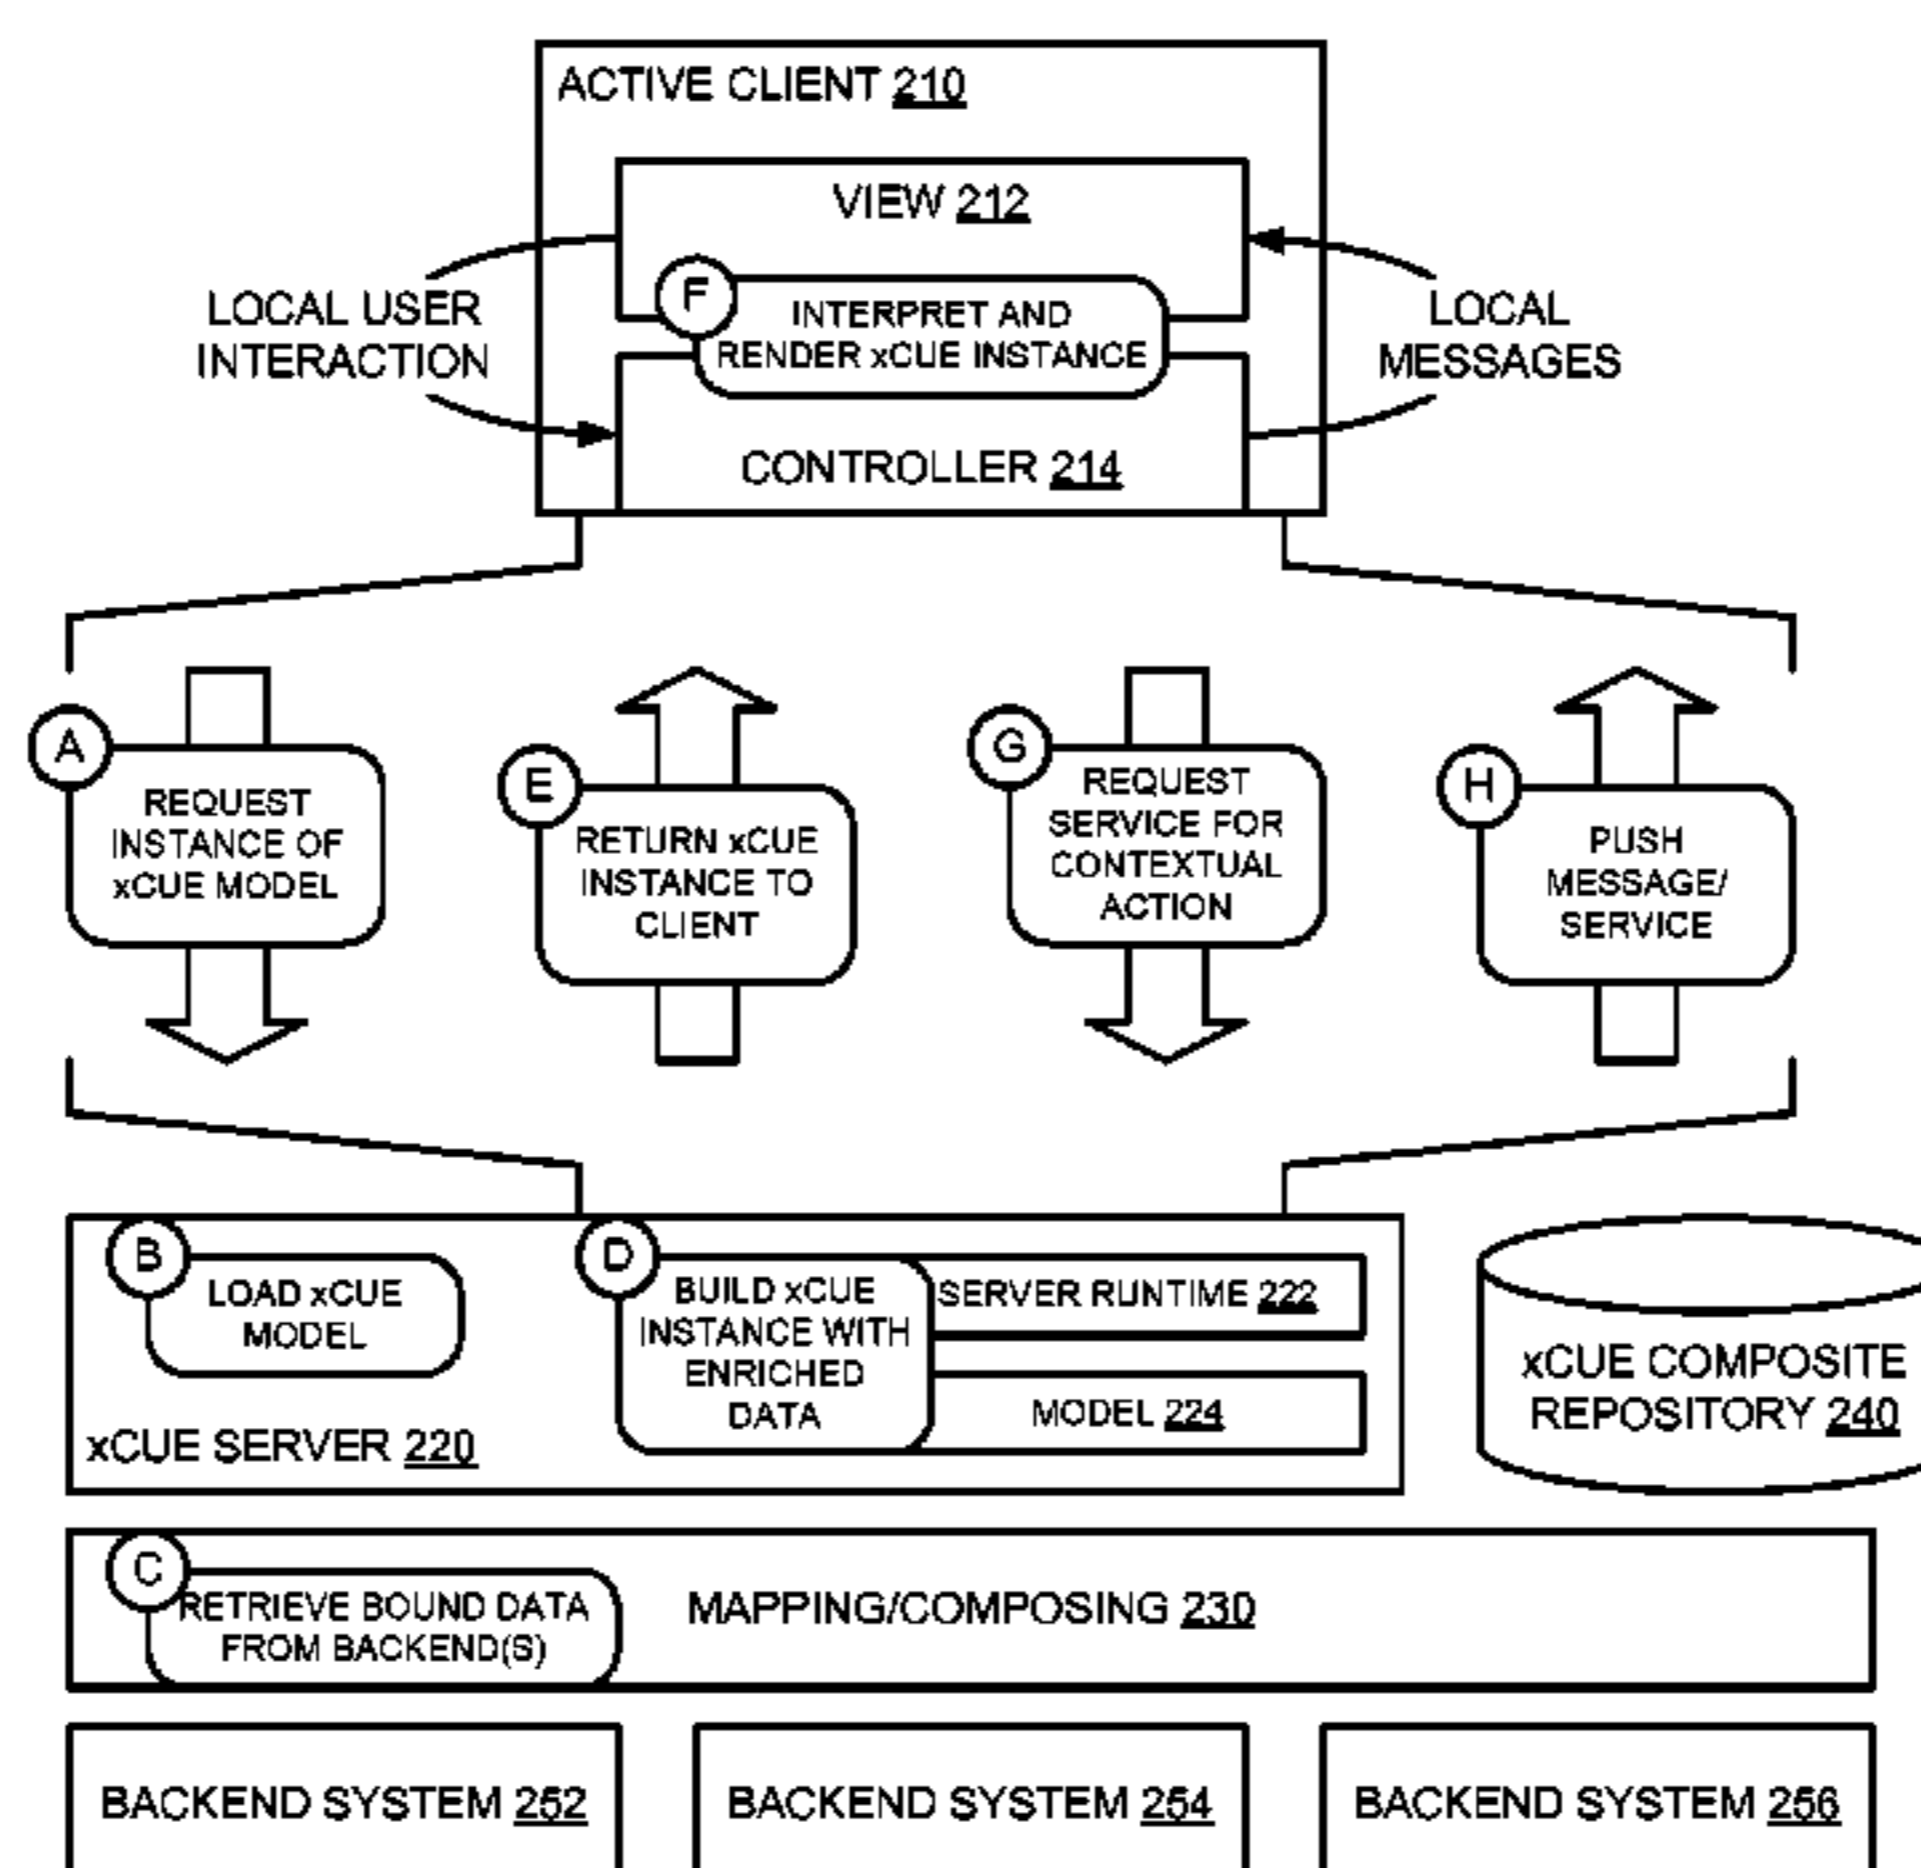 ACTIVE CLIENT 210
VIEW 212
F
INTERPRET AND
RENDER xCUE INSTANCE
LOCAL USER
INTERACTION
LOCAL
MESSAGES
CONTROLLER 214
A
REQUEST
INSTANCE OF
xCUE MODEL
E
RETURN xCUE
INSTANCE TO
CLIENT
G
REQUEST
SERVICE FOR
CONTEXTUAL
ACTION
H
PUSH
MESSAGE/
SERVICE
B
LOAD xCUE
MODEL
xCUE SERVER 220
D
BUILD xCUE
INSTANCE WITH
ENRICHED
DATA
SERVER RUNTIME 222
MODEL 224
xCUE COMPOSITE
REPOSITORY 240
C
RETRIEVE BOUND DATA
FROM BACKEND(S)
MAPPING/COMPOSING 230
BACKEND SYSTEM 252
BACKEND SYSTEM 254
BACKEND SYSTEM 256